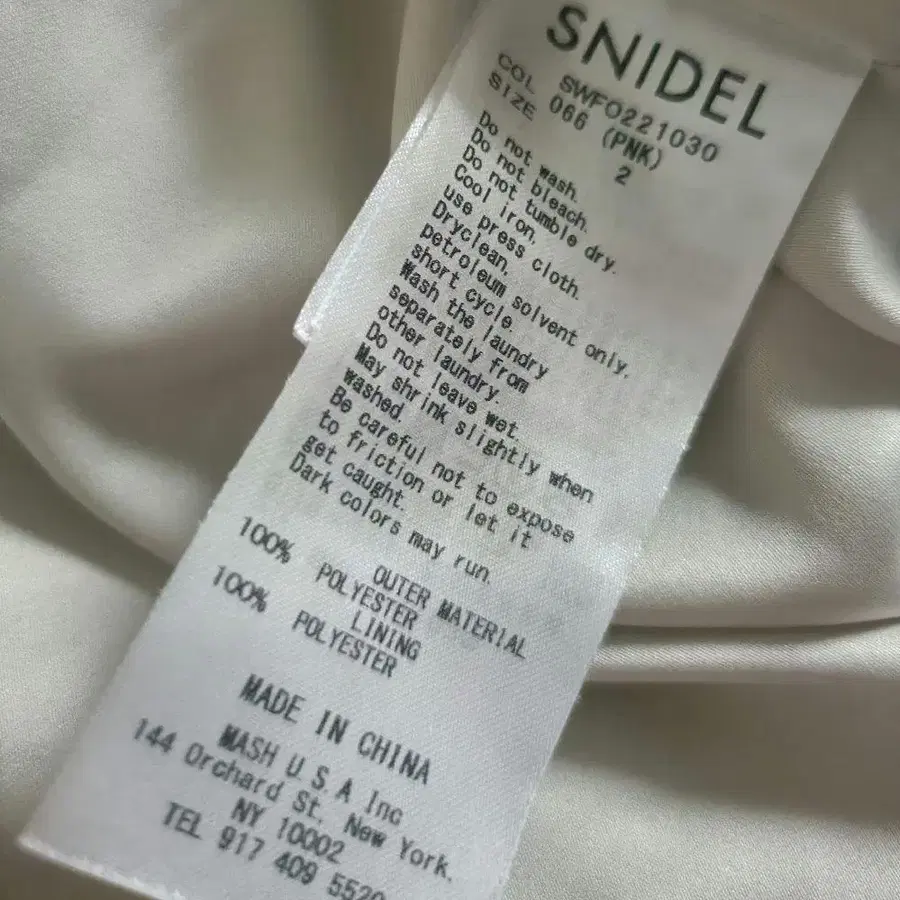 SNIDEL
SWFO221030
COL 066 (PNK)
SIZE 2
Do not wash.
Do not bleach.
Do not tumble dry.
Cool iron,
use press cloth.
Dryclean,
petroleum solvent only.
short cycle.
Wash the laundry
separately from
other laundry.
Do not leave wet.
May shrink slightly when
washed.
Be careful not to expose
to friction or let it
get caught.
Dark colors may run.
OUTER MATERIAL
100% POLYESTER
LINING
100% POLYESTER
MADE IN CHINA
MASH U.S.A Inc
144 Orchard St, New York.
NY 10002
TEL 917 409 5520